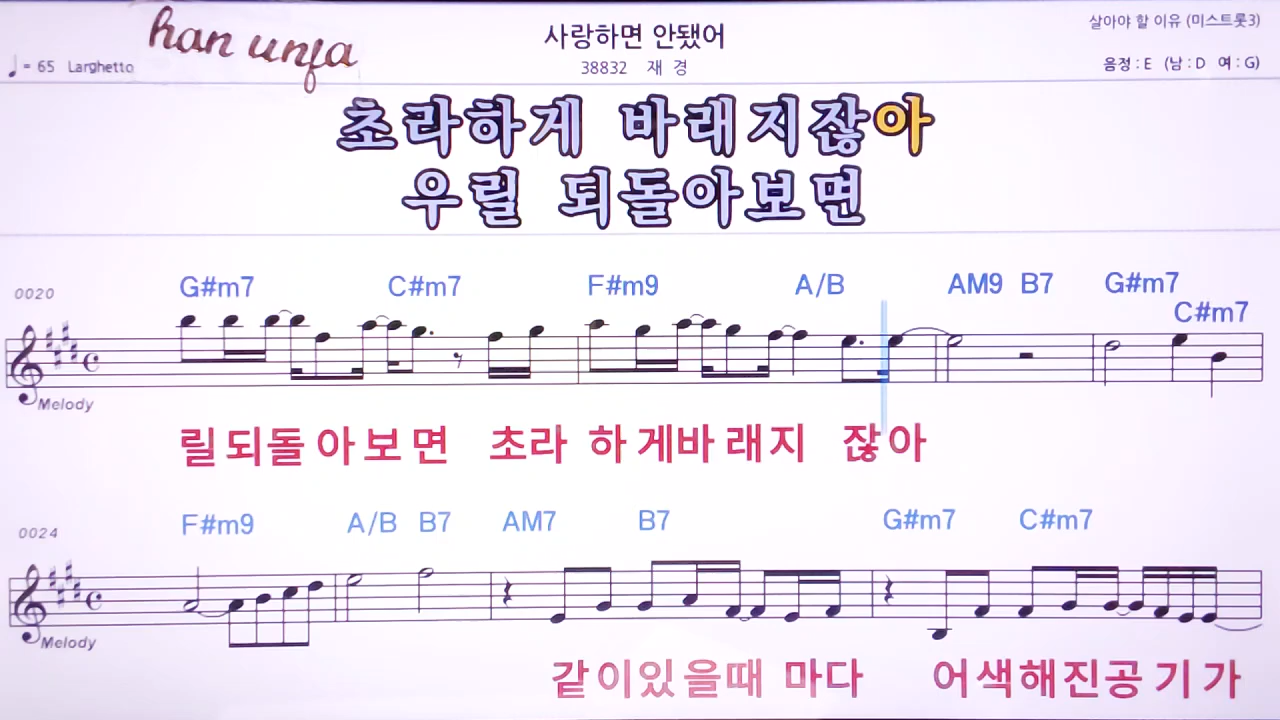 han unja
사랑하면 안됐어
살아야 할 이유 (미스트롯3)
♩= 65 Larghetto
38832 재 경
음정 : E (남 : D 여 : G)
초라하게 바래지잖아
우릴 되돌아보면
0020
G#m7 C#m7 F#m9 A/B AM9 B7 G#m7 C#m7
Melody
릴되돌아보면 초라 하게바래지 잖아
0024
F#m9 A/B B7 AM7 B7 G#m7 C#m7
Melody
같이있을때 마다 어색해진공기가